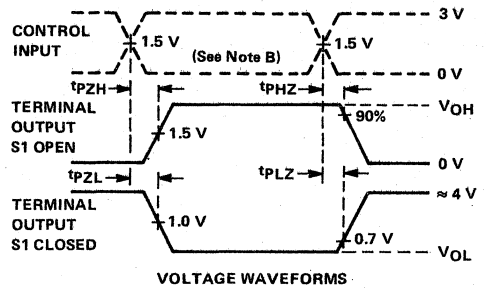 3 V
CONTROL
INPUT
1.5 V
(See Note B)
1.5 V
0 V
tPZH
tPHZ
VOH
TERMINAL
OUTPUT
S1 OPEN
1.5 V
90%
0 V
tPZL
tPLZ
≈ 4 V
TERMINAL
OUTPUT
S1 CLOSED
1.0 V
0.7 V
VOL
VOLTAGE WAVEFORMS